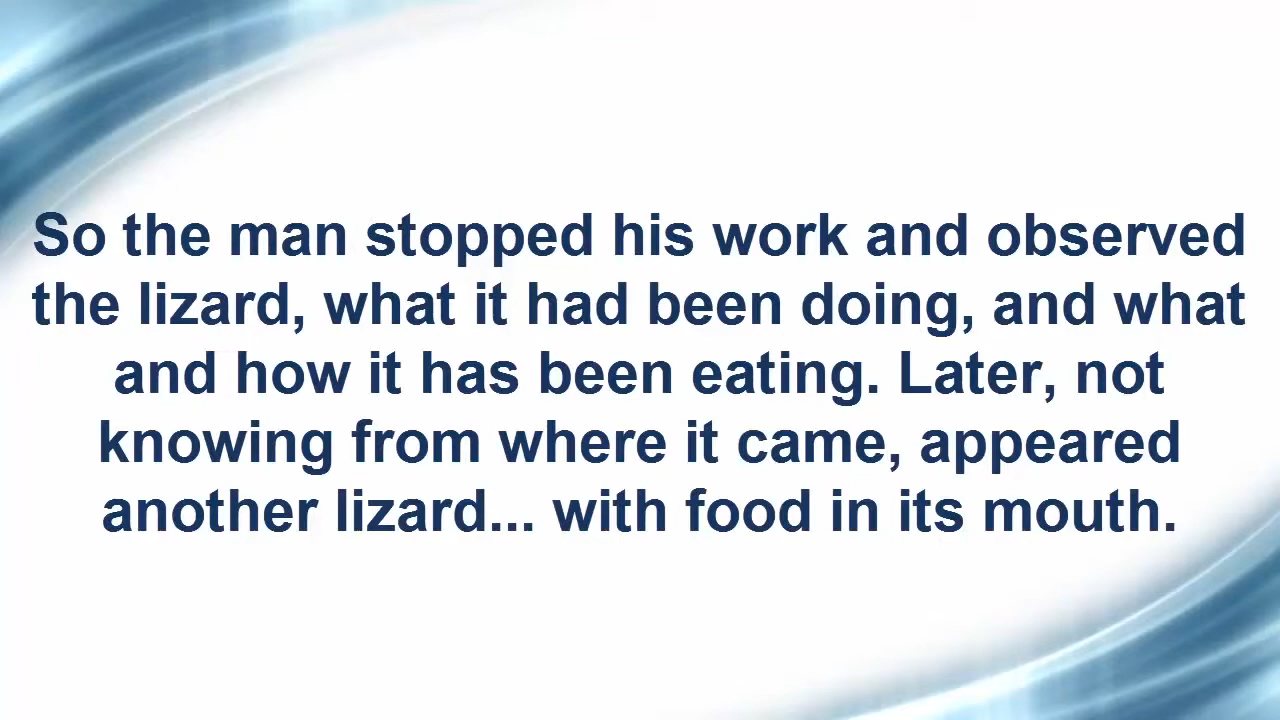 So the man stopped his work and observed
the lizard, what it had been doing, and what
and how it has been eating. Later, not
knowing from where it came, appeared
another lizard... with food in its mouth.